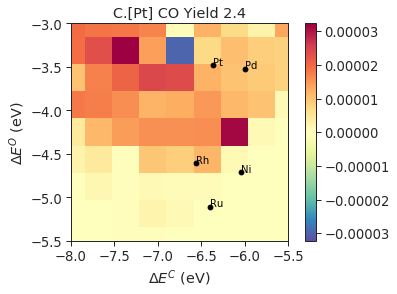 C.[Pt] CO Yield 2.4
−3.0
−3.5
−4.0
−4.5
−5.0
−5.5
ΔE^O (eV)
Pt
Pd
Rh
Ni
Ru
−8.0 −7.5 −7.0 −6.5 −6.0 −5.5
ΔE^C (eV)
0.00003
0.00002
0.00001
0.00000
−0.00001
−0.00002
−0.00003